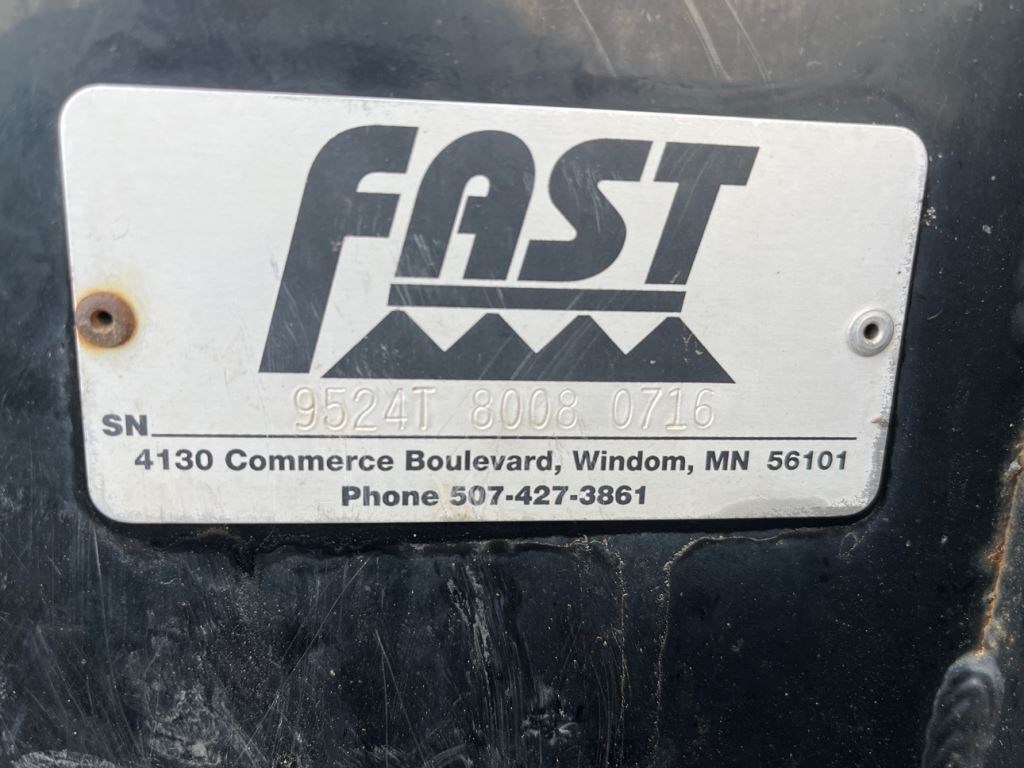 FAST
SN 9524T 8008 0716
4130 Commerce Boulevard, Windom, MN 56101
Phone 507-427-3861